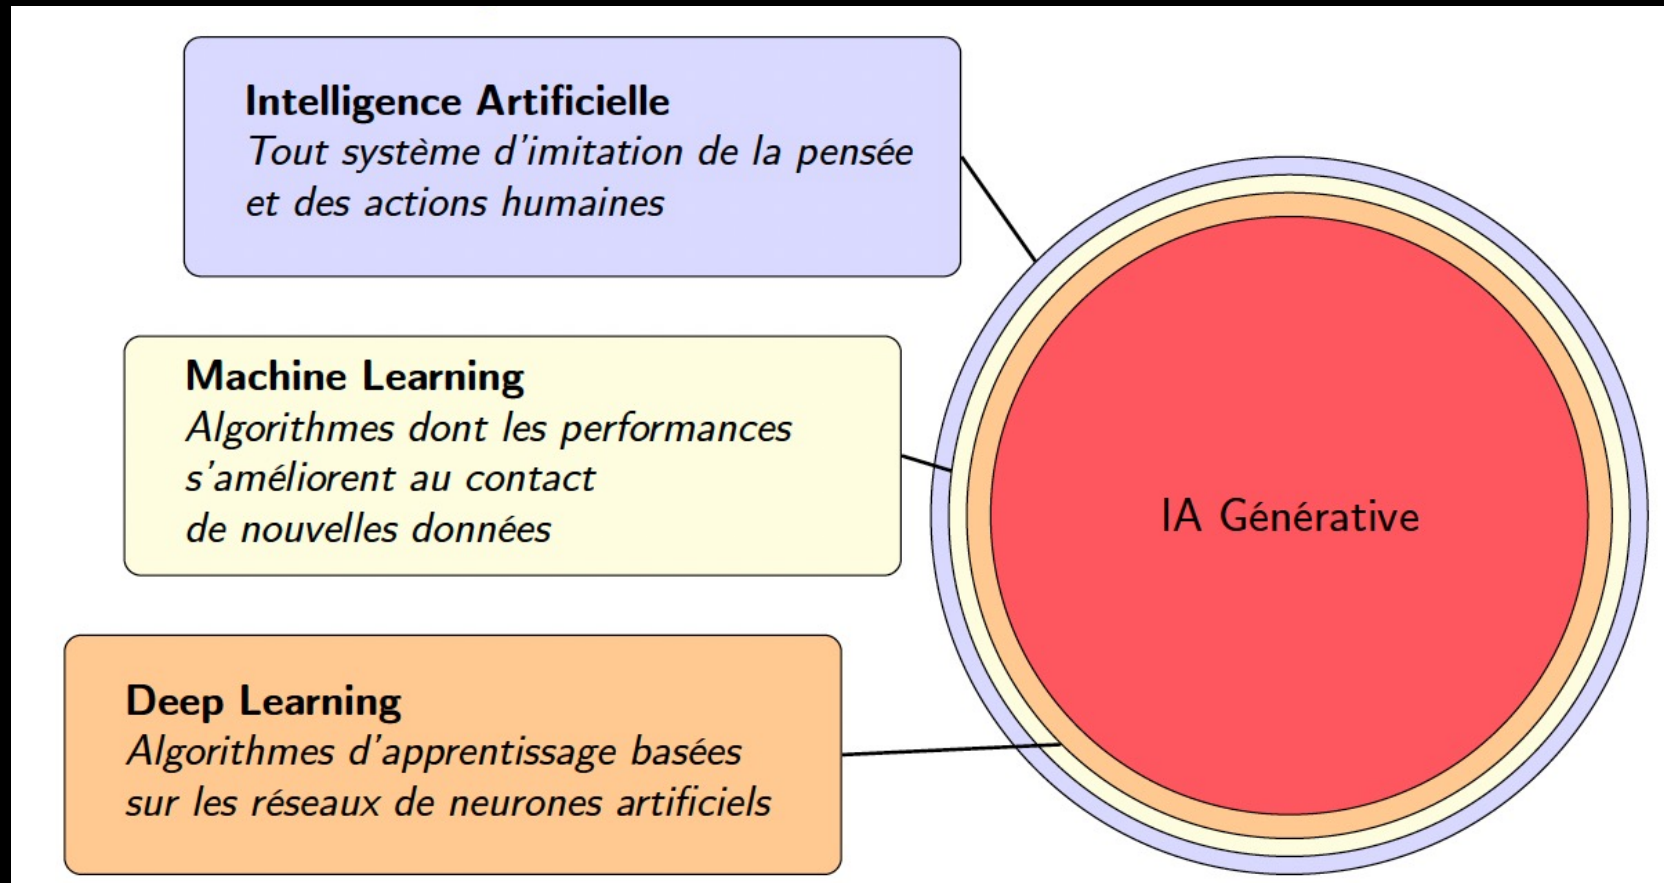 Intelligence Artificielle
Tout système d'imitation de la pensée
et des actions humaines
Machine Learning
Algorithmes dont les performances
s'améliorent au contact
de nouvelles données
Deep Learning
Algorithmes d'apprentissage basées
sur les réseaux de neurones artificiels
IA Générative